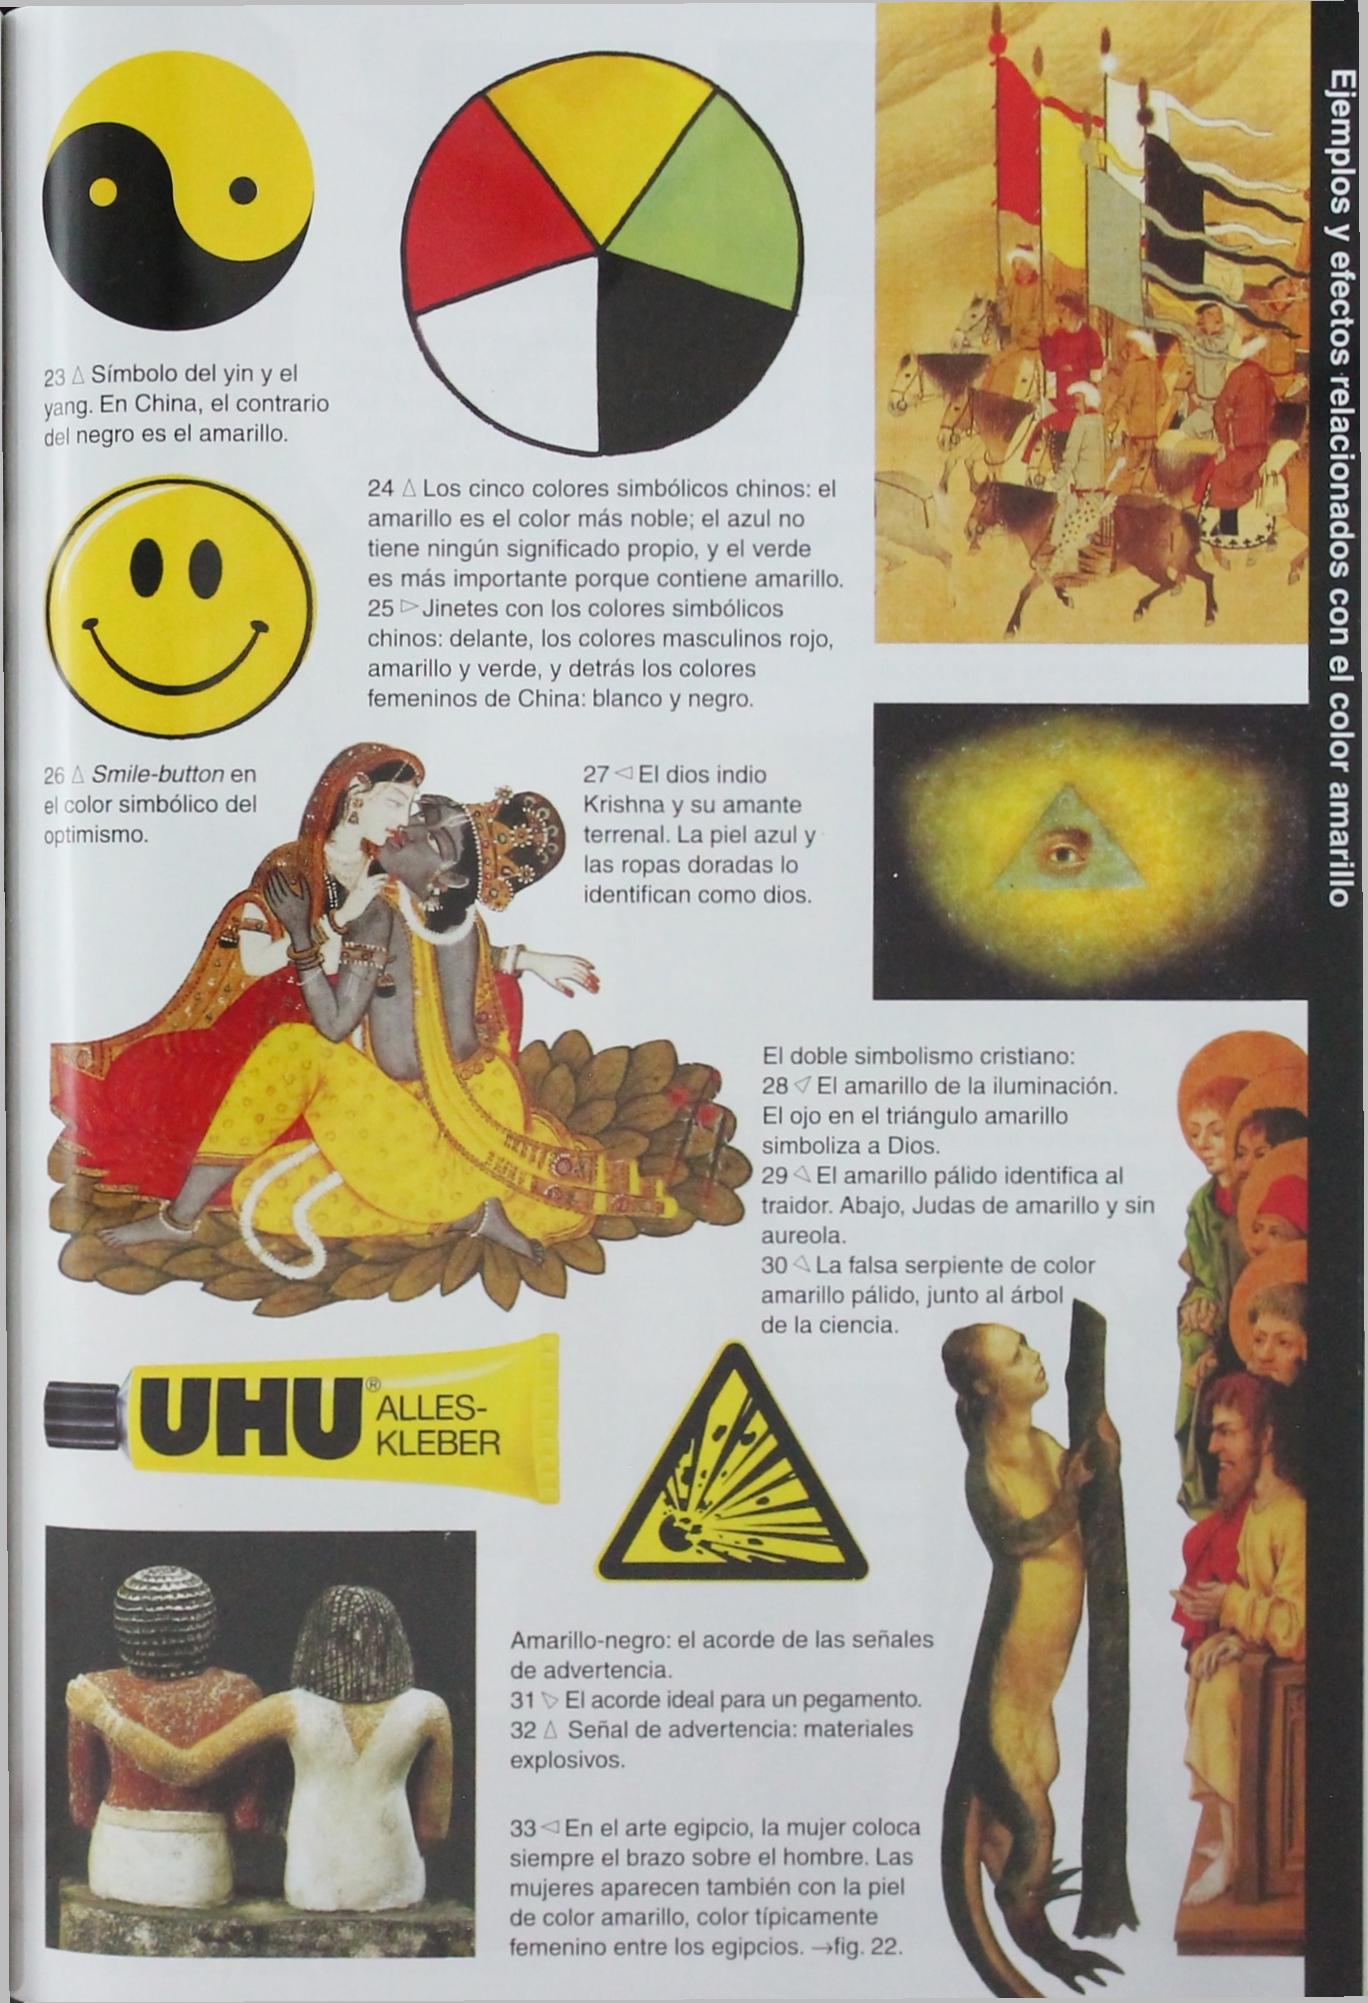 Ejemplos y efectos relacionados con el color amarillo
23 △ Símbolo del yin y el
yang. En China, el contrario
del negro es el amarillo.
24 △ Los cinco colores simbólicos chinos: el
amarillo es el color más noble; el azul no
tiene ningún significado propio, y el verde
es más importante porque contiene amarillo.
25 ▷ Jinetes con los colores simbólicos
chinos: delante, los colores masculinos rojo,
amarillo y verde, y detrás los colores
femeninos de China: blanco y negro.
26 △ Smile-button en
el color simbólico del
optimismo.
27 ◁ El dios indio
Krishna y su amante
terrenal. La piel azul y
las ropas doradas lo
identifican como dios.
El doble simbolismo cristiano:
28 ◁ El amarillo de la iluminación.
El ojo en el triángulo amarillo
simboliza a Dios.
29 ◁ El amarillo pálido identifica al
traidor. Abajo, Judas de amarillo y sin
aureola.
30 ◁ La falsa serpiente de color
amarillo pálido, junto al árbol
de la ciencia.
UHU® ALLES-
KLEBER
Amarillo-negro: el acorde de las señales
de advertencia.
31 ▷ El acorde ideal para un pegamento.
32 △ Señal de advertencia: materiales
explosivos.
33 ◁ En el arte egipcio, la mujer coloca
siempre el brazo sobre el hombre. Las
mujeres aparecen también con la piel
de color amarillo, color típicamente
femenino entre los egipcios. →fig. 22.